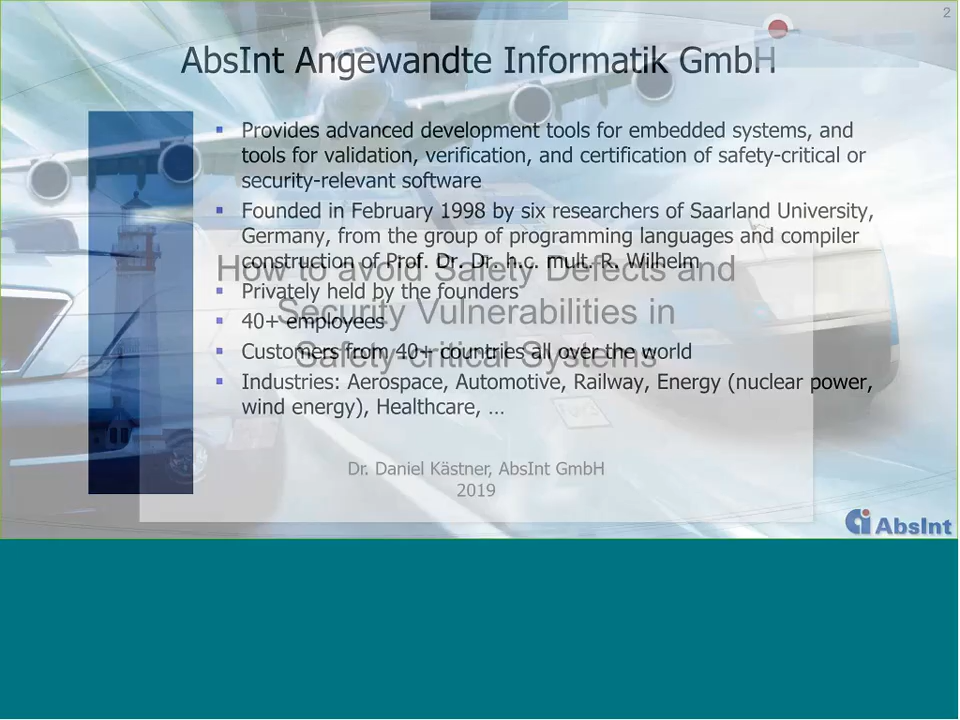 2
AbsInt Angewandte Informatik GmbH
▪ Provides advanced development tools for embedded systems, and
tools for validation, verification, and certification of safety-critical or
security-relevant software
▪ Founded in February 1998 by six researchers of Saarland University,
Germany, from the group of programming languages and compiler
construction of Prof. Dr. Dr. h.c. mult. R. Wilhelm
▪ Privately held by the founders
▪ 40+ employees
▪ Customers from 40+ countries all over the world
▪ Industries: Aerospace, Automotive, Railway, Energy (nuclear power,
wind energy), Healthcare, …
How to avoid Safety Defects and
Security Vulnerabilities in
Safety-critical Systems
Dr. Daniel Kästner, AbsInt GmbH
2019
AbsInt